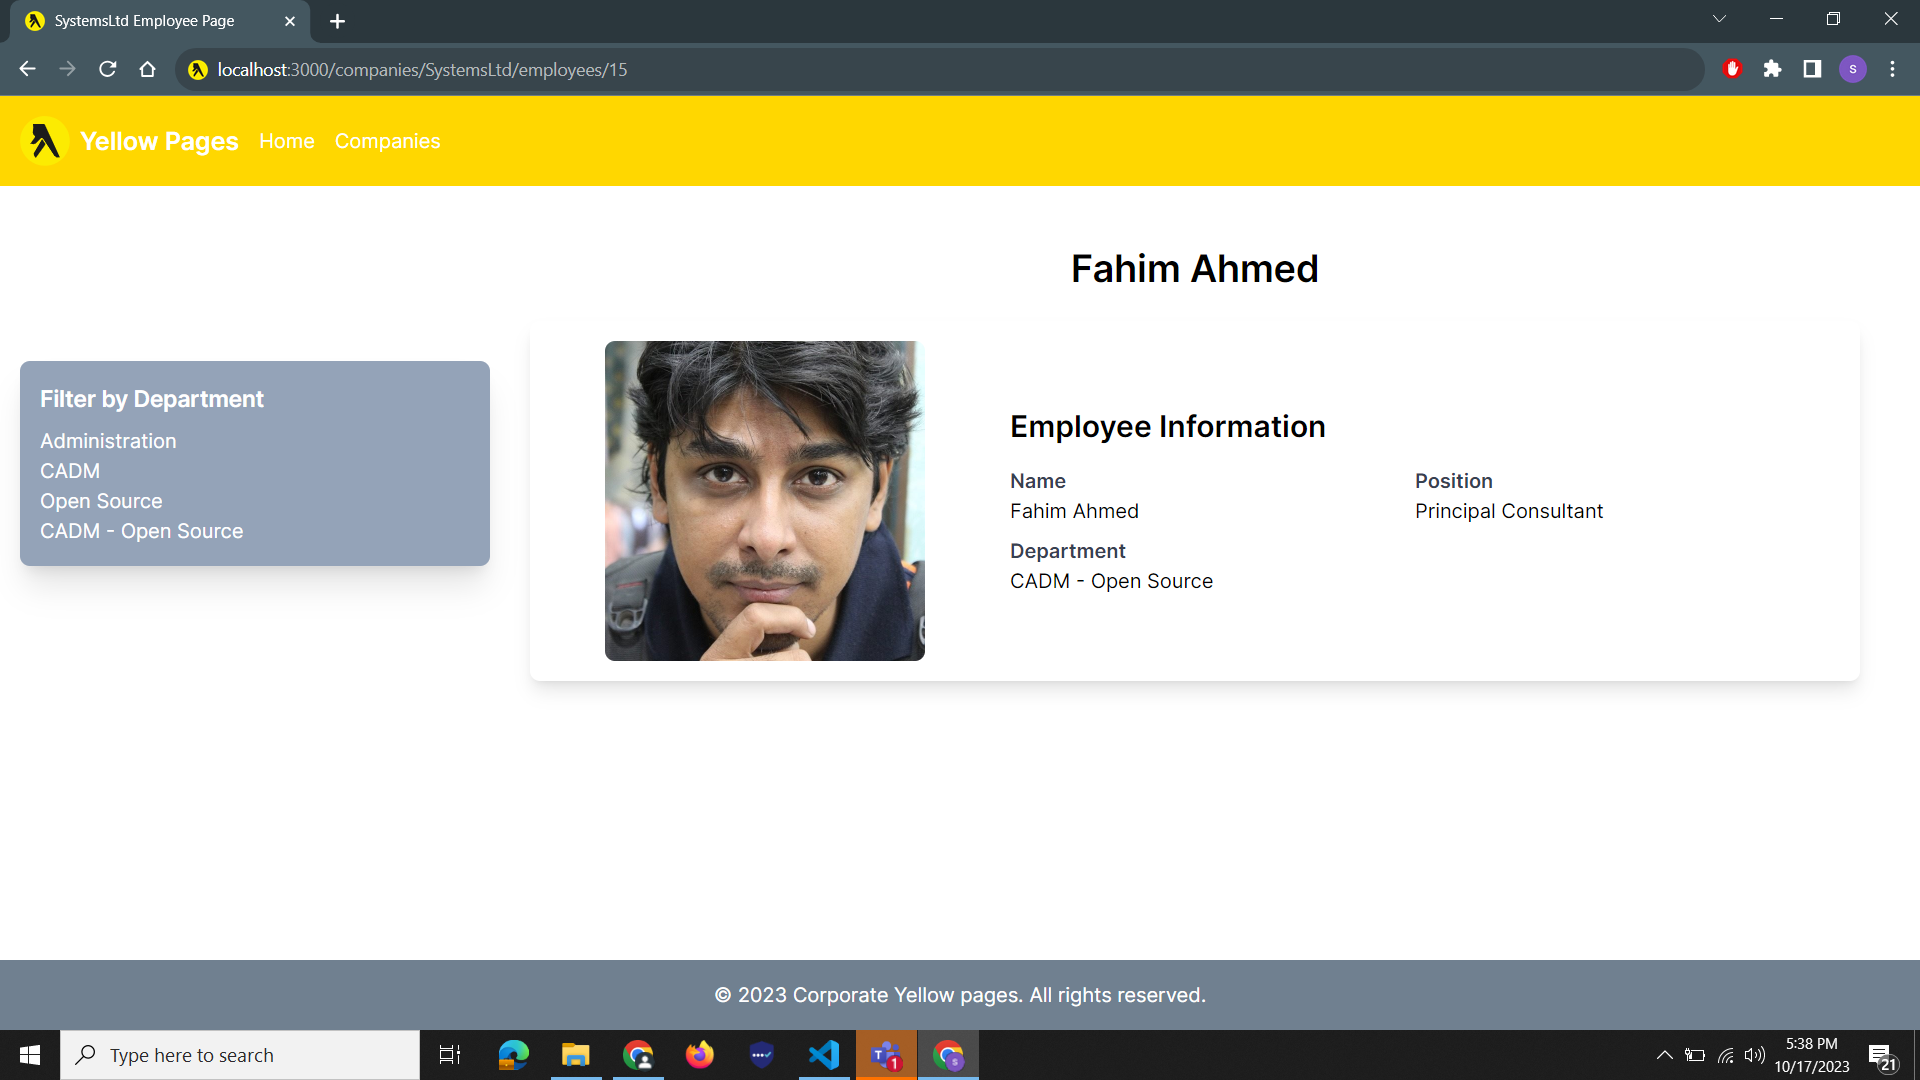 SystemsLtd Employee Page
localhost:3000/companies/SystemsLtd/employees/15
S
Yellow Pages Home Companies
Fahim Ahmed
Filter by Department
Administration
CADM
Open Source
CADM - Open Source
Employee Information
Name Position
Fahim Ahmed Principal Consultant
Department
CADM - Open Source
© 2023 Corporate Yellow pages. All rights reserved.
Type here to search
T 1
S
5:38 PM
10/17/2023
21